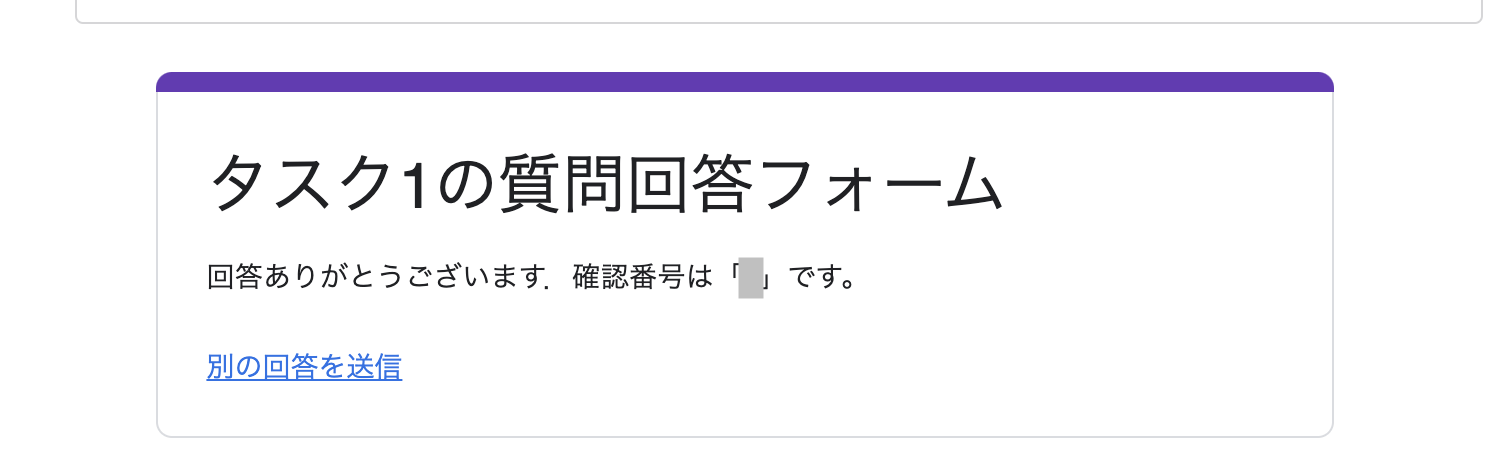 タスク1の質問回答フォーム
回答ありがとうございます．確認番号は「」です。
別の回答を送信